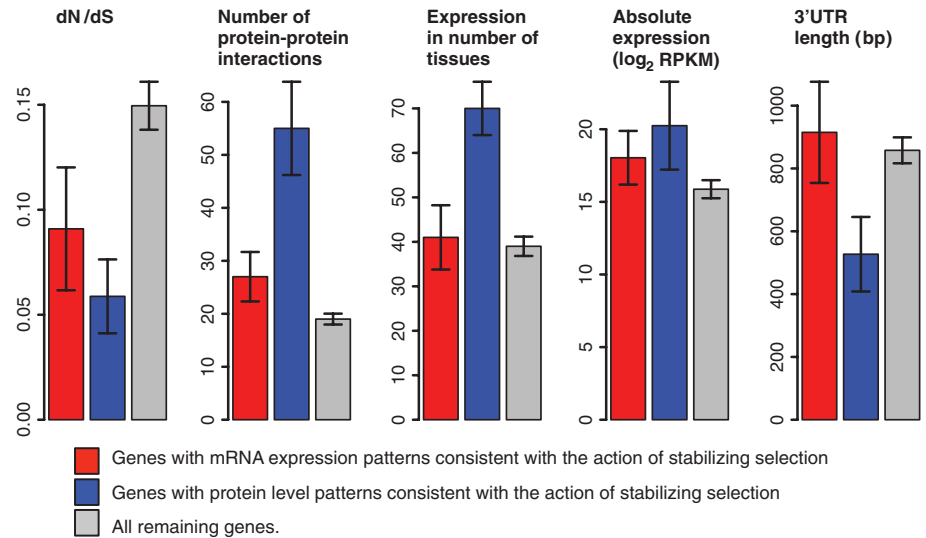 dN/dS
0.00
0.05
0.10
0.15
Number of
protein-protein
interactions
0
10
20
30
40
50
60
Expression
in number of
tissues
0
10
20
30
40
50
60
70
Absolute
expression
(log2 RPKM)
0
5
10
15
20
3'UTR
length (bp)
0
200
400
600
800
1000
Genes with mRNA expression patterns consistent with the action of stabilizing selection
Genes with protein level patterns consistent with the action of stabilizing selection
All remaining genes.